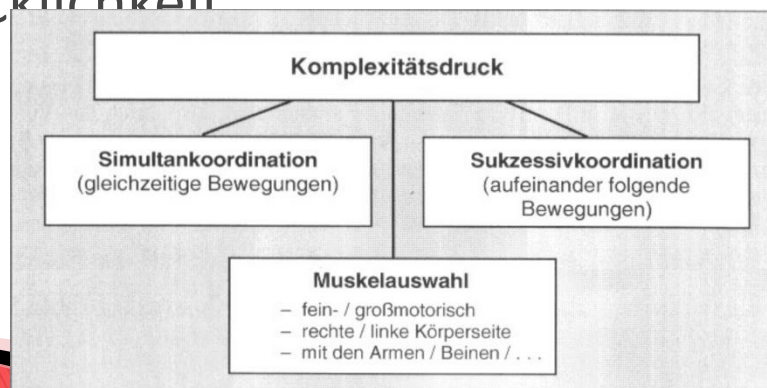 Komplexitätsdruck
Simultankoordination
(gleichzeitige Bewegungen)
Sukzessivkoordination
(aufeinander folgende
Bewegungen)
Muskelauswahl
– fein- / großmotorisch
– rechte / linke Körperseite
– mit den Armen / Beinen / . . .